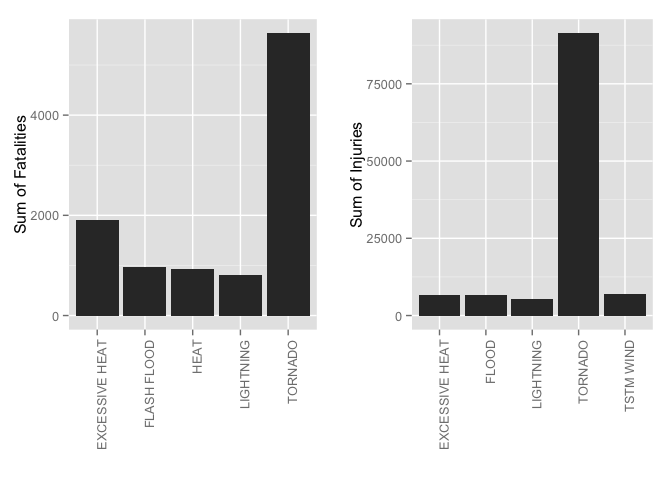 Sum of Fatalities
4000
2000
0
EXCESSIVE HEAT
FLASH FLOOD
HEAT
LIGHTNING
TORNADO
Sum of Injuries
75000
50000
25000
0
EXCESSIVE HEAT
FLOOD
LIGHTNING
TORNADO
TSTM WIND